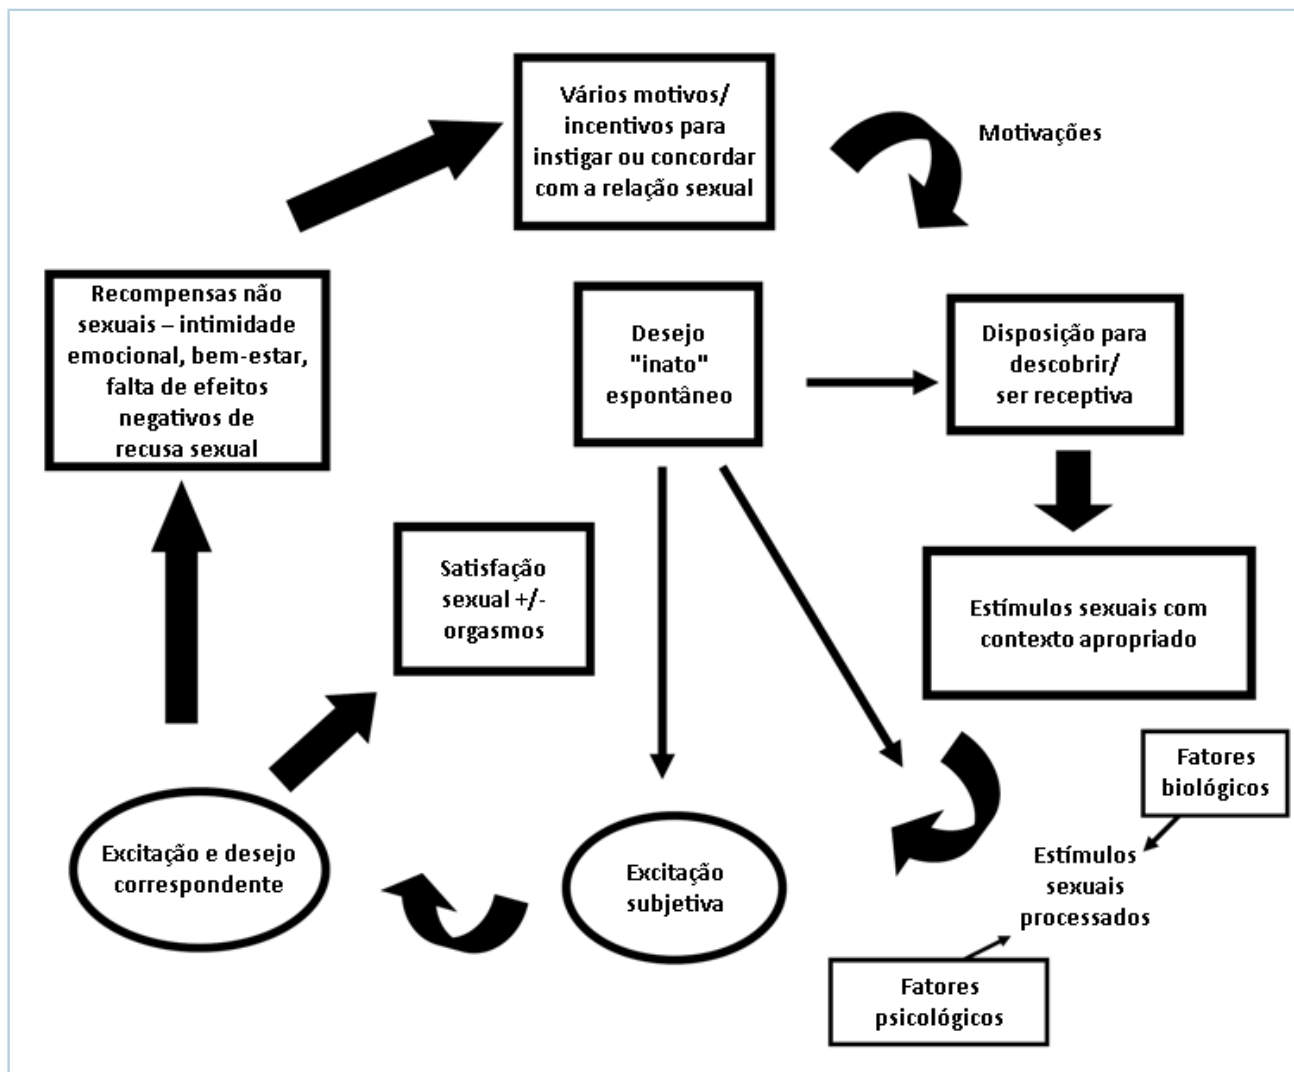 Vários motivos/
incentivos para
instigar ou concordar
com a relação sexual
Motivações
Recompensas não
sexuais – intimidade
emocional, bem-estar,
falta de efeitos
negativos de
recusa sexual
Desejo
"inato"
espontâneo
Disposição para
descobrir/
ser receptiva
Satisfação
sexual +/-
orgasmos
Estímulos sexuais com
contexto apropriado
Fatores
biológicos
Excitação e desejo
correspondente
Excitação
subjetiva
Estímulos
sexuais
processados
Fatores
psicológicos